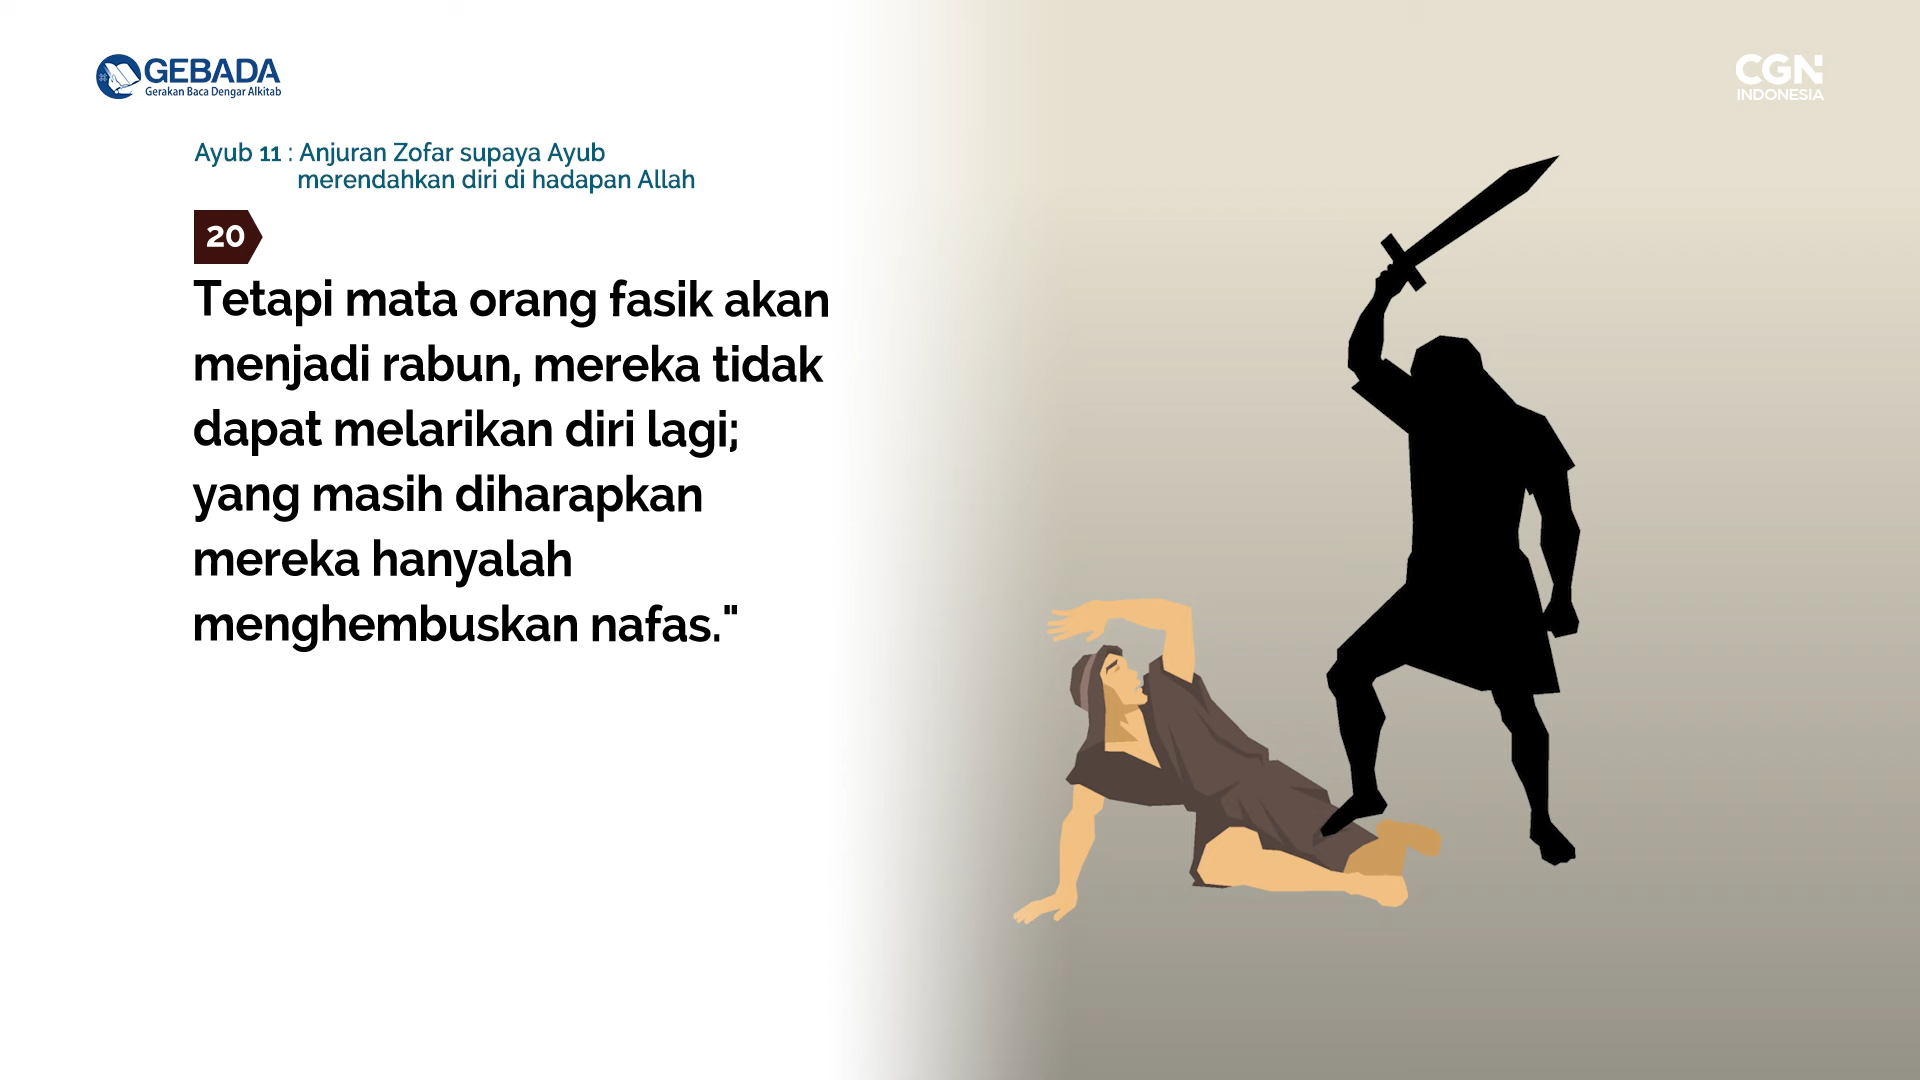 GEBADA
Gerakan Baca Dengar Alkitab
CGN
INDONESIA
Ayub 11 : Anjuran Zofar supaya Ayub
merendahkan diri di hadapan Allah
20
Tetapi mata orang fasik akan
menjadi rabun, mereka tidak
dapat melarikan diri lagi;
yang masih diharapkan
mereka hanyalah
menghembuskan nafas."